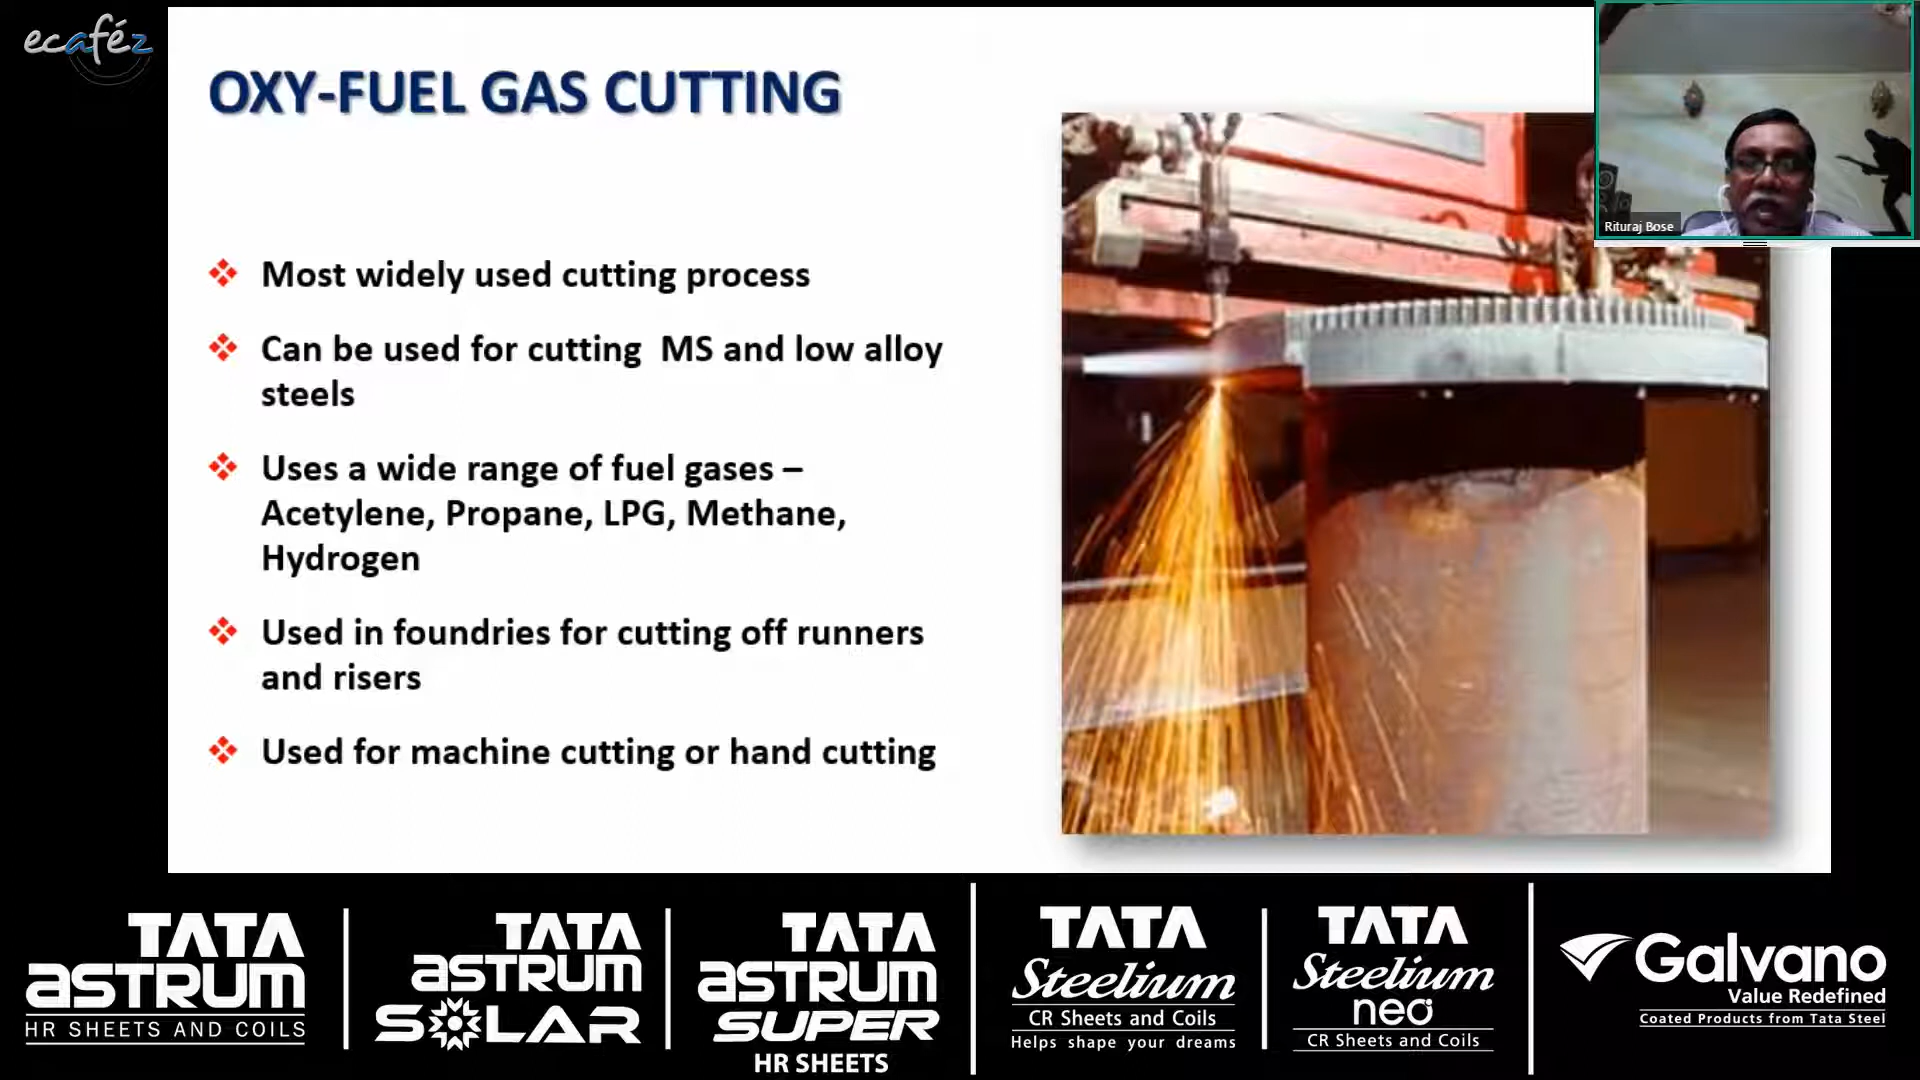 ecaféz
OXY-FUEL GAS CUTTING
Most widely used cutting process
Can be used for cutting MS and low alloy
steels
Uses a wide range of fuel gases –
Acetylene, Propane, LPG, Methane,
Hydrogen
Used in foundries for cutting off runners
and risers
Used for machine cutting or hand cutting
Rituraj Bose
TATA
ASTRUM
HR SHEETS AND COILS
TATA
ASTRUM
SOLAR
TATA
ASTRUM
SUPER
HR SHEETS
TATA
Steelium
CR Sheets and Coils
Helps shape your dreams
TATA
Steelium
neo
CR Sheets and Coils
Galvano
Value Redefined
Coated Products from Tata Steel